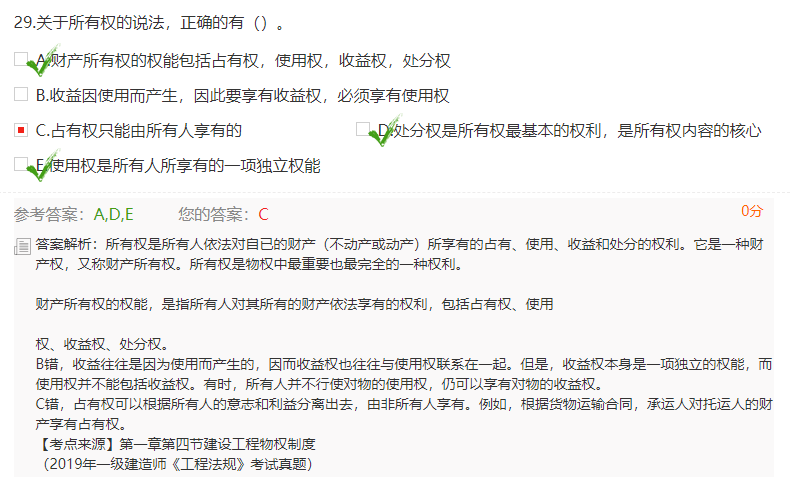 29.关于所有权的说法，正确的有（）。
A.财产所有权的权能包括占有权，使用权，收益权，处分权
B.收益因使用而产生，因此要享有收益权，必须享有使用权
C.占有权只能由所有人享有的
D.处分权是所有权最基本的权利，是所有权内容的核心
E.使用权是所有人所享有的一项独立权能
参考答案：A,D,E 您的答案：C 0分
答案解析：所有权是所有人依法对自已的财产（不动产或动产）所享有的占有、使用、收益和处分的权利。它是一种财
产权，又称财产所有权。所有权是物权中最重要也最完全的一种权利。
财产所有权的权能，是指所有人对其所有的财产依法享有的权利，包括占有权、使用
权、收益权、处分权。
B错，收益往往是因为使用而产生的，因而收益权也往往与使用权联系在一起。但是，收益权本身是一项独立的权能，而
使用权并不能包括收益权。有时，所有人并不行使对物的使用权，仍可以享有对物的收益权。
C错，占有权可以根据所有人的意志和利益分离出去，由非所有人享有。例如，根据货物运输合同，承运人对托运人的财
产享有占有权。
【考点来源】第一章第四节建设工程物权制度
（2019年一级建造师《工程法规》考试真题）